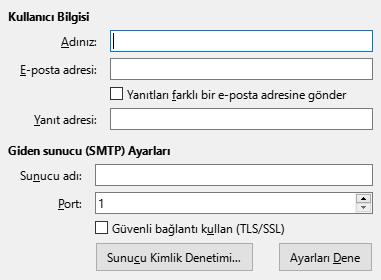 Kullanıcı Bilgisi
Adınız:
E-posta adresi:
Yanıtları farklı bir e-posta adresine gönder
Yanıt adresi:
Giden sunucu (SMTP) Ayarları
Sunucu adı:
Port: 1
Güvenli bağlantı kullan (TLS/SSL)
Sunucu Kimlik Denetimi... Ayarları Dene